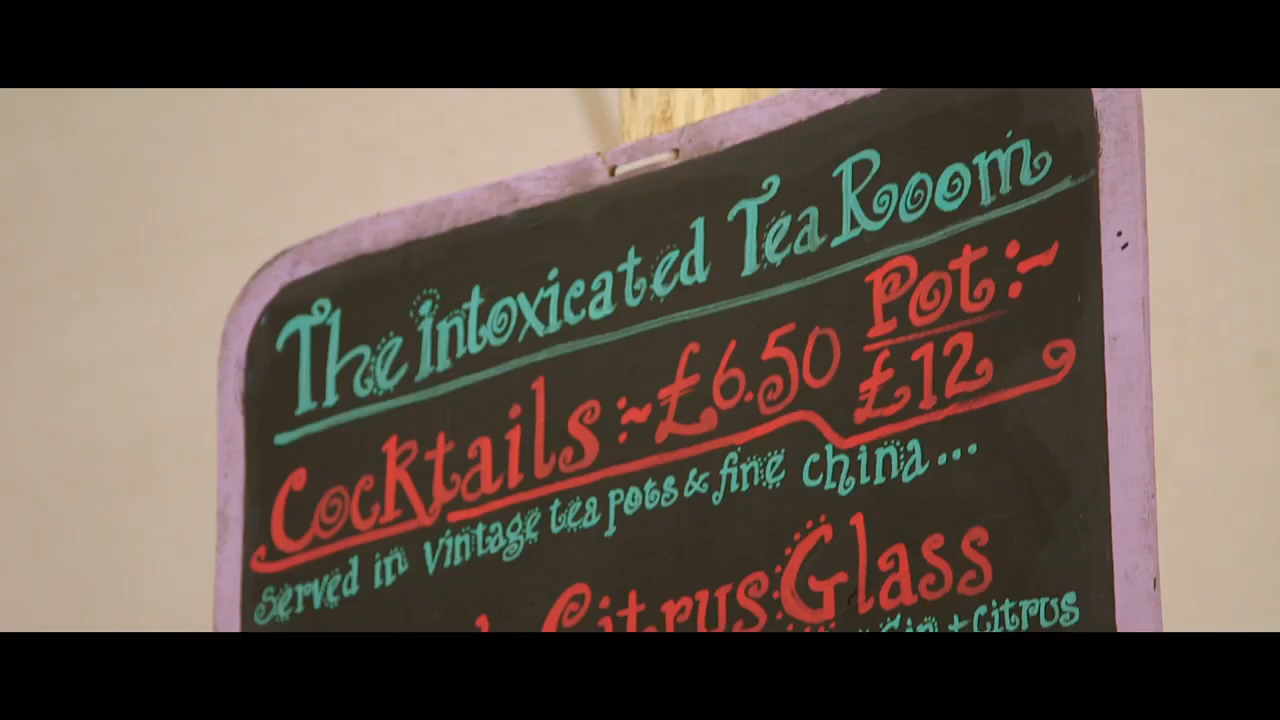 The intoxicated Tea Room
Cocktails :~ £6.50 Pot :~
£12
served in vintage tea pots & fine china...
Citrus Glass
Gin + citrus